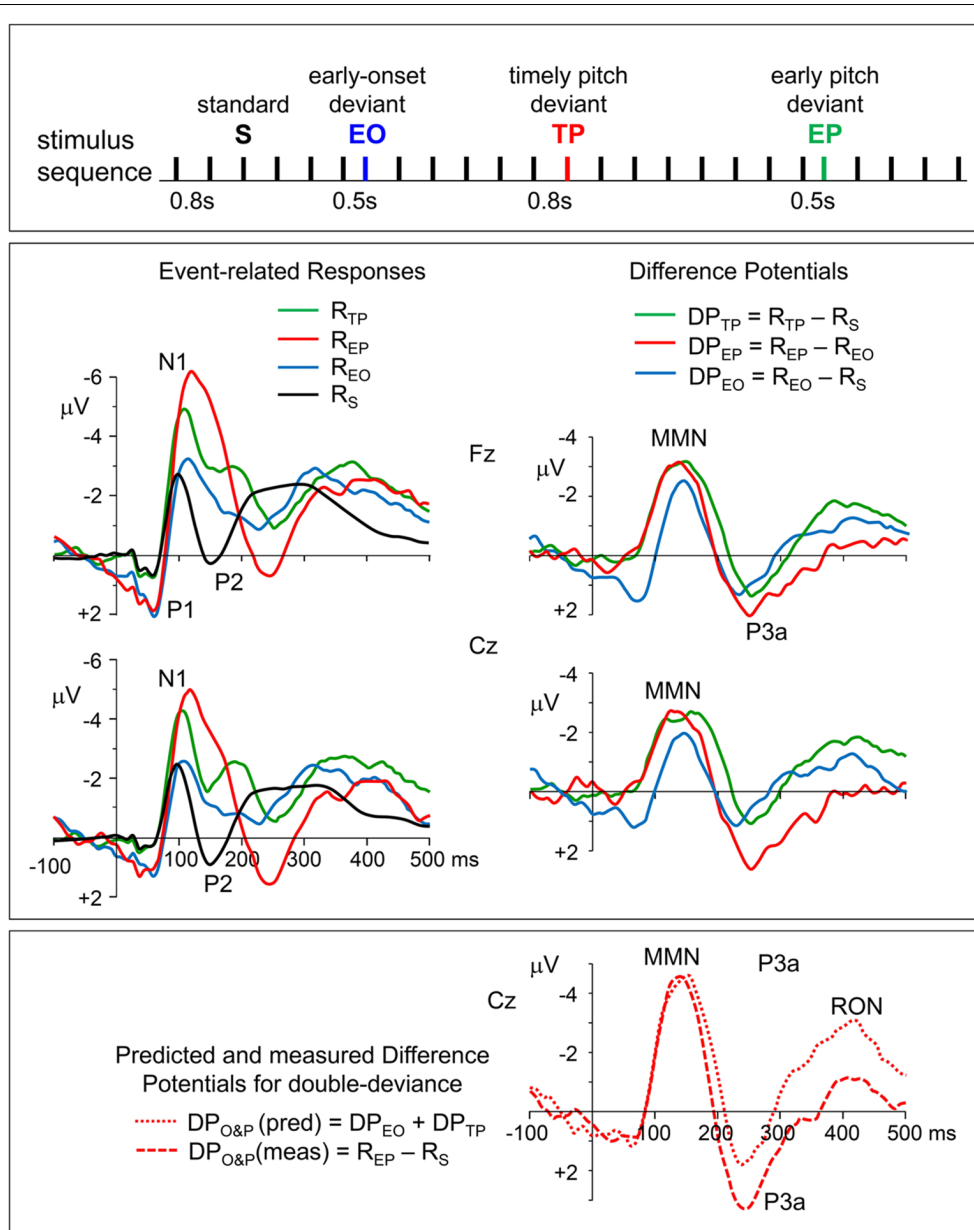 early-onset timely pitch early pitch
standard deviant deviant deviant
stimulus S EO TP EP
sequence
0.8s 0.5s 0.8s 0.5s
Event-related Responses
R_TP
R_EP
R_EO
R_S
N1
-6
μV
-4
-2
+2
P1
P2
Difference Potentials
DP_TP = R_TP – R_S
DP_EP = R_EP – R_EO
DP_EO = R_EO – R_S
Fz
-4
MMN
μV
-2
+2
P3a
Cz
-6
N1
μV
-4
-2
-100 100 200 300 400 500 ms
P2
+2
-4
MMN
μV
-2
+2
Predicted and measured Difference
Potentials for double-deviance
DP_O&P (pred) = DP_EO + DP_TP
DP_O&P(meas) = R_EP – R_S
μV
MMN
P3a
Cz
-4
RON
-2
-100 100 200 300 400 500 ms
+2
P3a